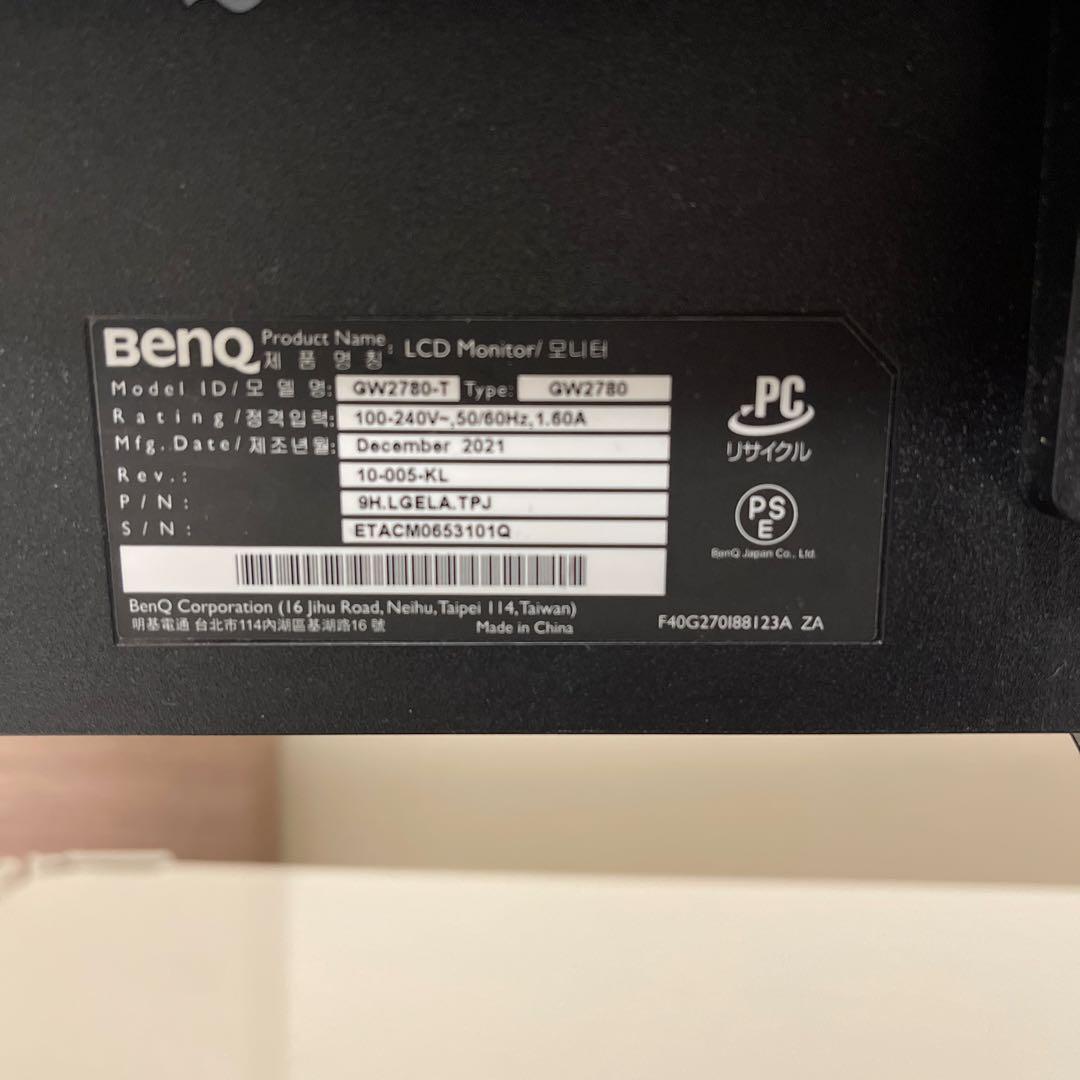 BenQ Product Name / 제 품 명 칭 : LCD Monitor/모니터
Model ID/모 델 명: GW2780-T Type: GW2780
Rating/정격입력: 100-240V~,50/60Hz,1.60A
Mfg.Date/제조년월: December 2021
Rev.: 10-005-KL
P/N: 9H.LGELA.TPJ
S/N: ETACM0653101Q
BenQ Corporation (16 Jihu Road, Neihu, Taipei 114, Taiwan)
明基電通 台北市114內湖區基湖路16 號 Made in China
PC
リサイクル
PS
E
BenQ Japan Co., Ltd.
F40G270I88123A ZA